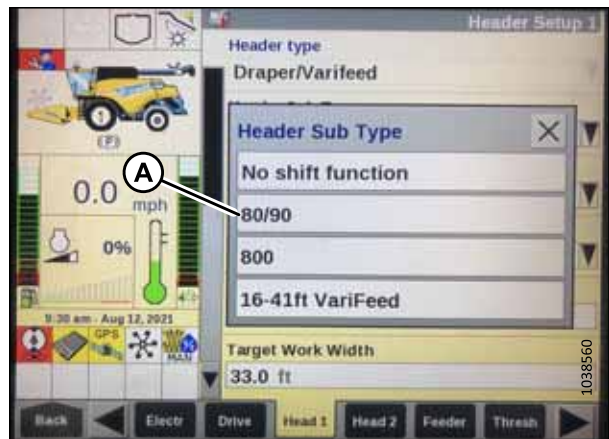 Header Setup 1
Header type
Draper/Varifeed
Header Sub Type
No shift function
A
80/90
800
16-41ft VariFeed
(F)
0.0 mph
0%
9:30 am - Aug 12, 2021
GPS
MAN
Target Work Width
33.0 ft
1038560
Back
Electr
Drive
Head 1
Head 2
Feeder
Thresh